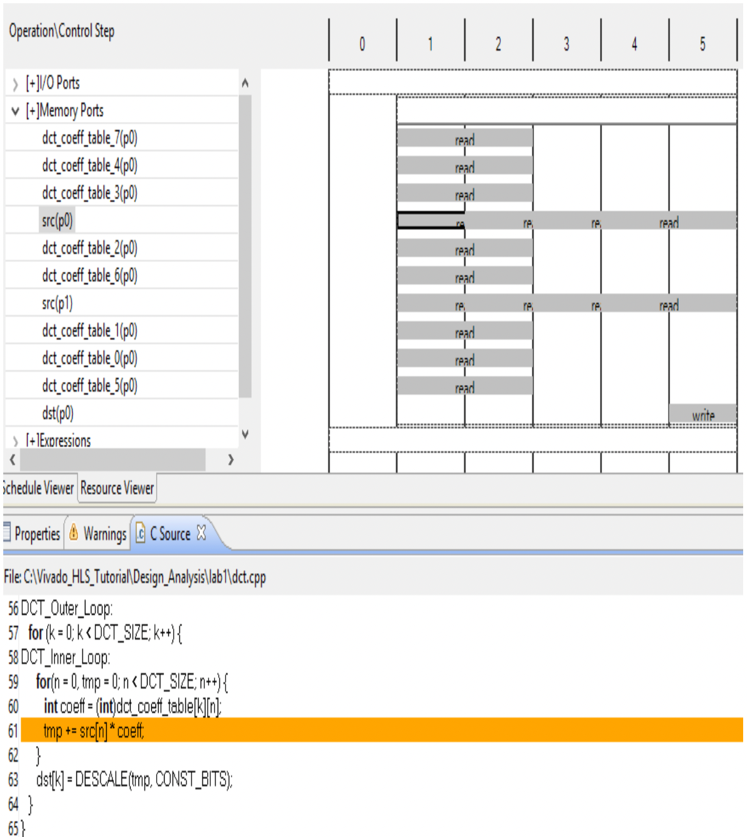 Operation\Control Step 0 1 2 3 4 5
[+]I/O Ports
[+]Memory Ports
dct_coeff_table_7(p0) read
dct_coeff_table_4(p0) read
dct_coeff_table_3(p0) read
src(p0) re re re read
dct_coeff_table_2(p0) read
dct_coeff_table_6(p0) read
src(p1) re re re read
dct_coeff_table_1(p0) read
dct_coeff_table_0(p0) read
dct_coeff_table_5(p0) read
dst(p0) write
[+]Expressions
Schedule Viewer Resource Viewer
Properties Warnings C Source
File: C:\Vivado_HLS_Tutorial\Design_Analysis\lab1\dct.cpp
56 DCT_Outer_Loop:
57 for (k = 0; k < DCT_SIZE; k++) {
58 DCT_Inner_Loop:
59 for(n = 0, tmp = 0; n < DCT_SIZE; n++) {
60 int coeff = (int)dct_coeff_table[k][n];
61 tmp += src[n] * coeff;
62 }
63 dst[k] = DESCALE(tmp, CONST_BITS);
64 }
65 }